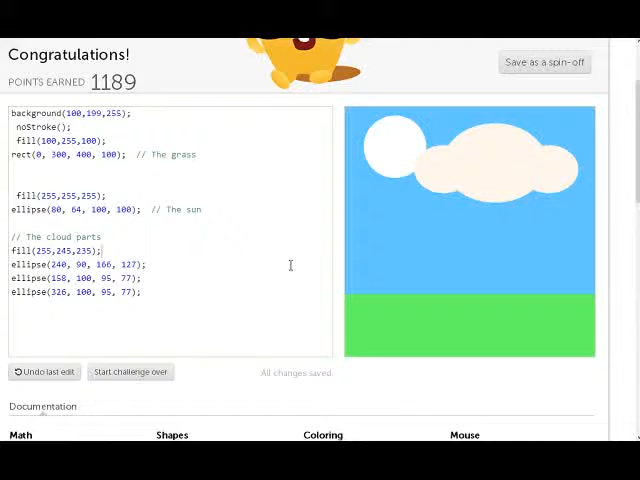 Congratulations!
Save as a spin-off
POINTS EARNED 1189
background(100,199,255);
noStroke();
fill(100,255,100);
rect(0, 300, 400, 100); // The grass
fill(255,255,255);
ellipse(80, 64, 100, 100); // The sun
// The cloud parts
fill(255,245,235);
ellipse(240, 90, 166, 127);
ellipse(158, 100, 95, 77);
ellipse(326, 100, 95, 77);
Undo last edit
Start challenge over
All changes saved.
Documentation
Math
Shapes
Coloring
Mouse